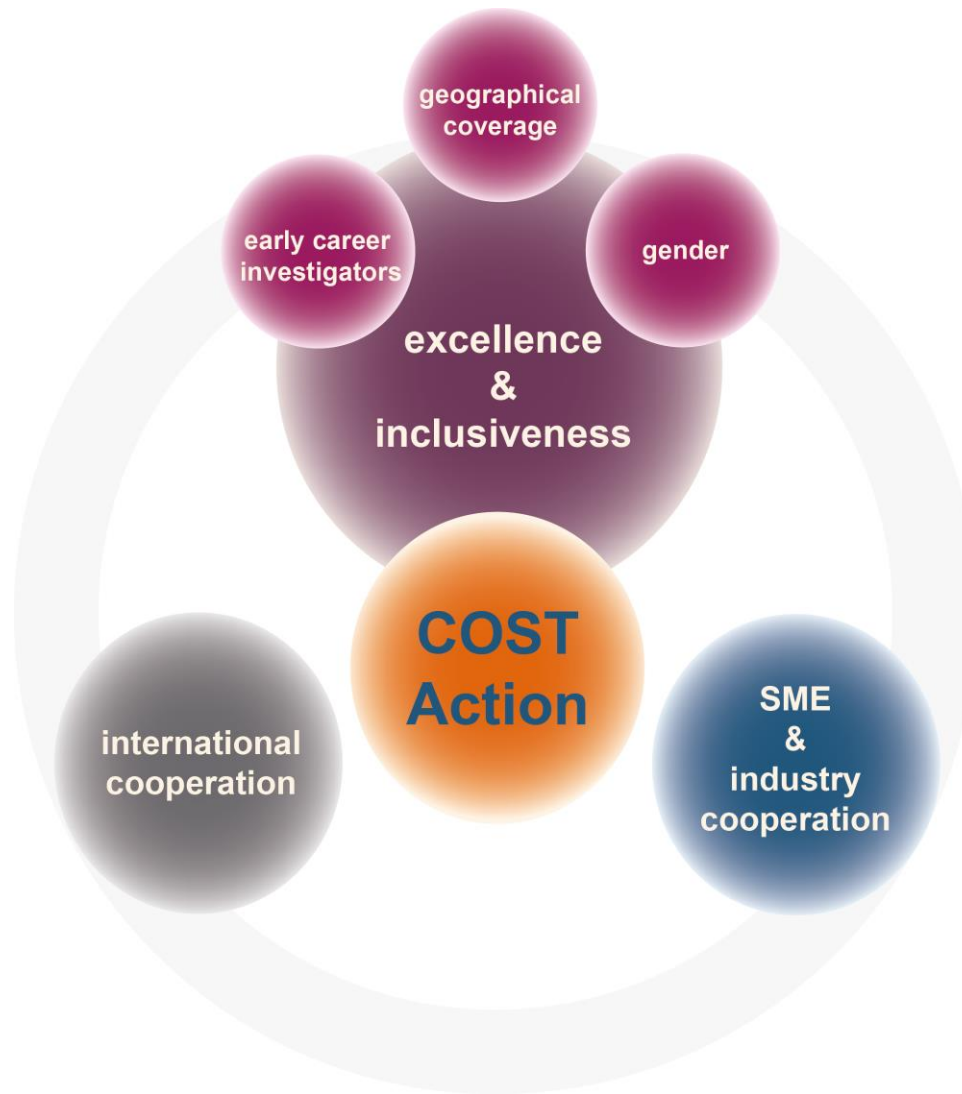 geographical
coverage
early career
investigators
gender
excellence
&
inclusiveness
COST
Action
international
cooperation
SME
&
industry
cooperation